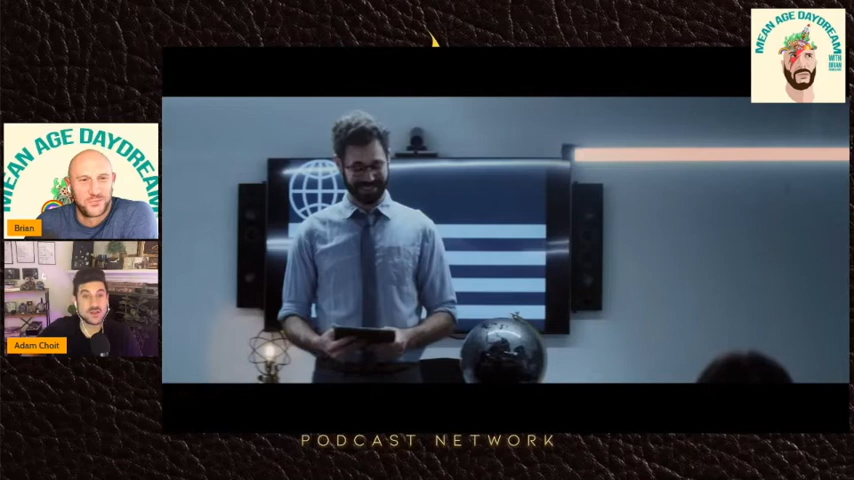 MEAN AGE DAYDREAM
WITH
BRIAN
MEAN AGE DAYDREAM
Brian
Adam Choit
PODCAST NETWORK